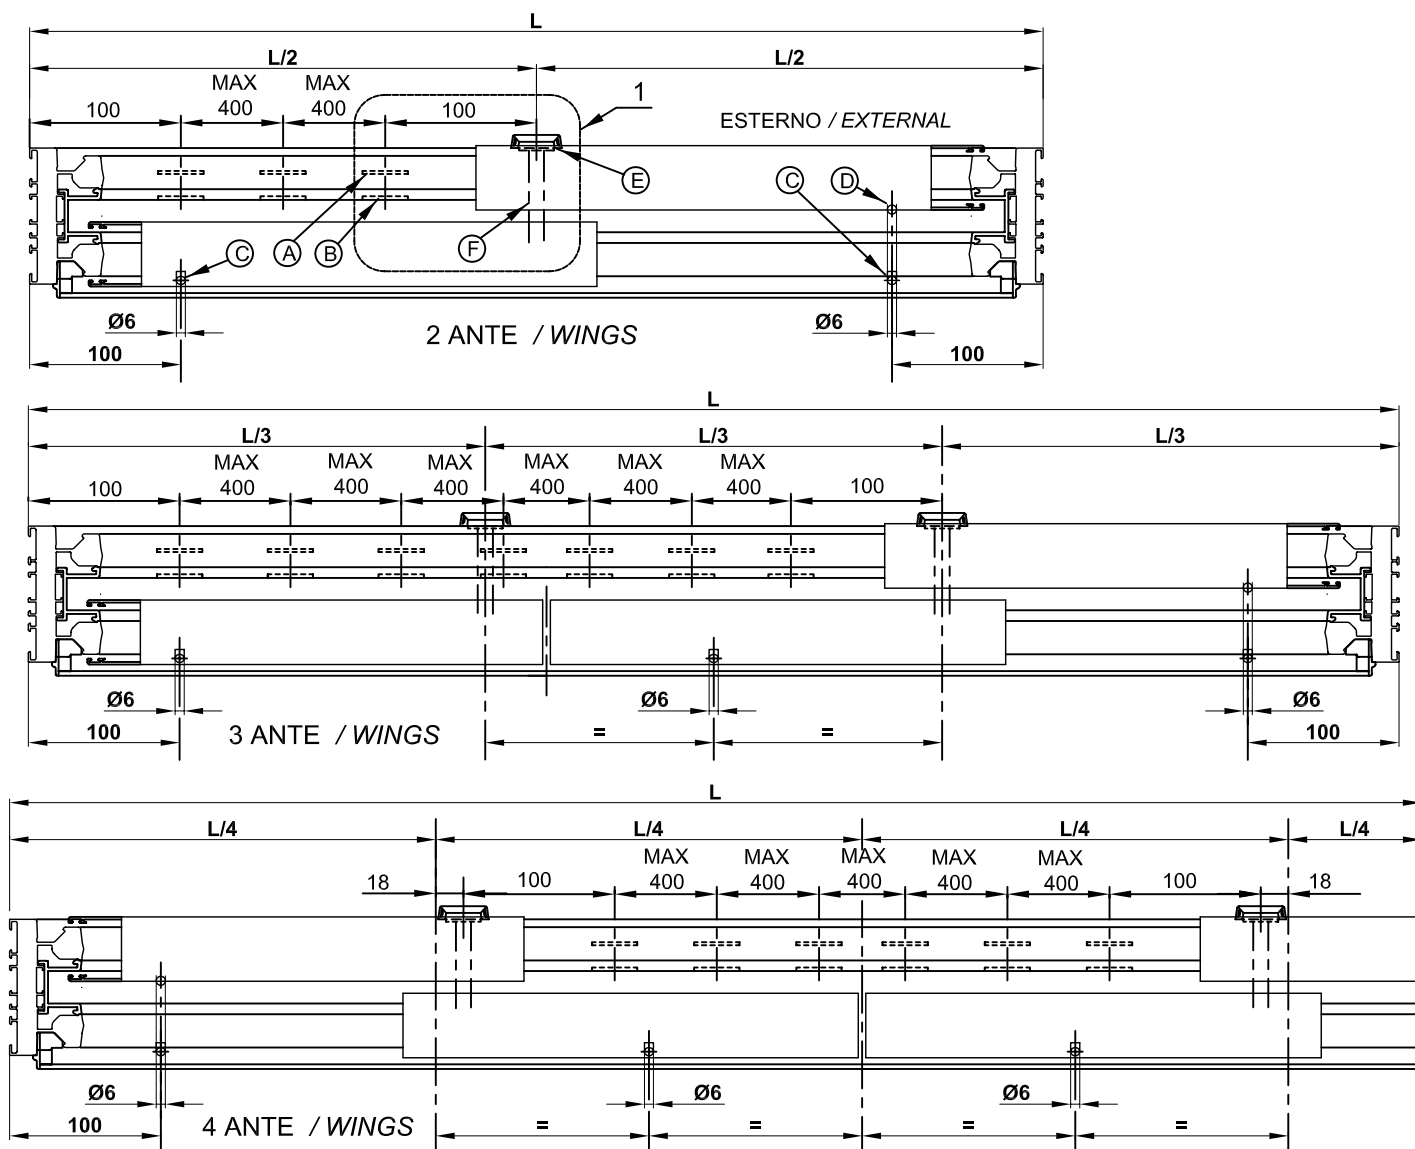 L
L/2 L/2
MAX MAX
100 400 400 100 1
ESTERNO / EXTERNAL
E C D
C A B F
Ø6 2 ANTE / WINGS Ø6
100 100
L
L/3 L/3 L/3
MAX MAX MAX MAX MAX MAX
100 400 400 400 400 400 400 100
Ø6 Ø6 Ø6
100 3 ANTE / WINGS = = 100
L
L/4 L/4 L/4 L/4
MAX MAX MAX MAX MAX
18 100 400 400 400 400 400 100 18
Ø6 Ø6 Ø6
100 4 ANTE / WINGS = = = =